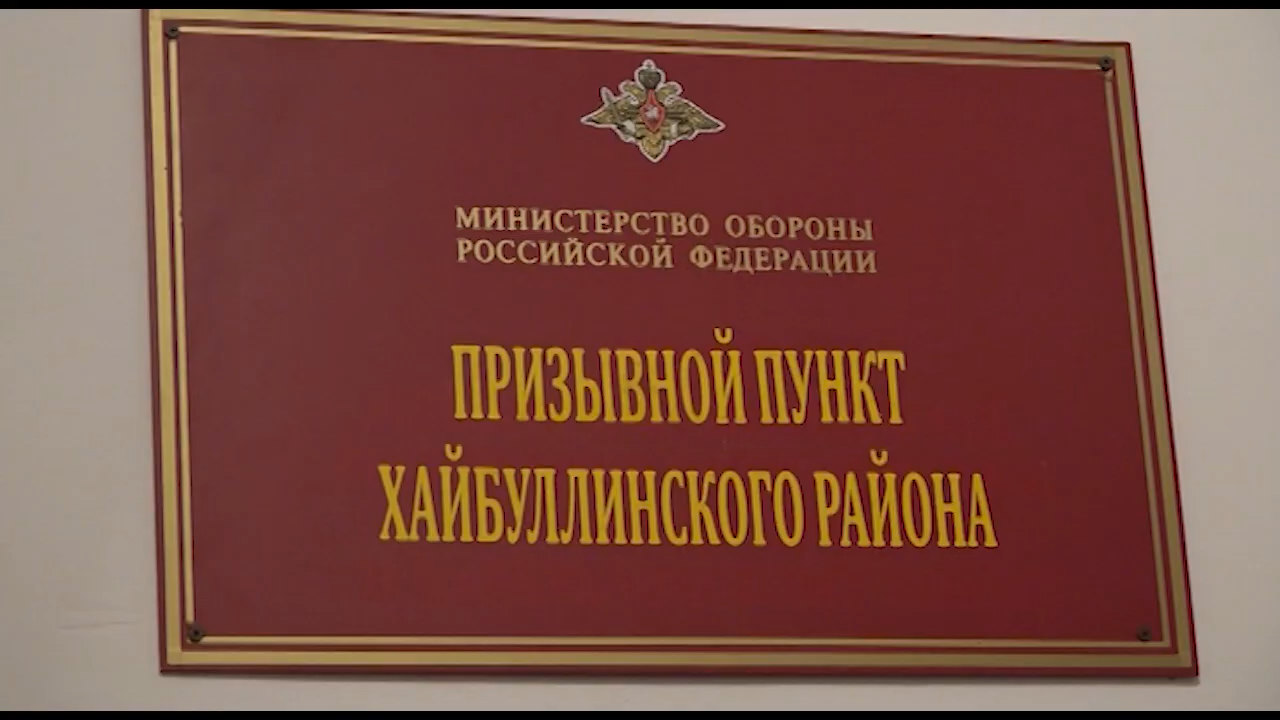 МИНИСТЕРСТВО ОБОРОНЫ
РОССИЙСКОЙ ФЕДЕРАЦИИ
ПРИЗЫВНОЙ ПУНКТ
ХАЙБУЛЛИНСКОГО РАЙОНА